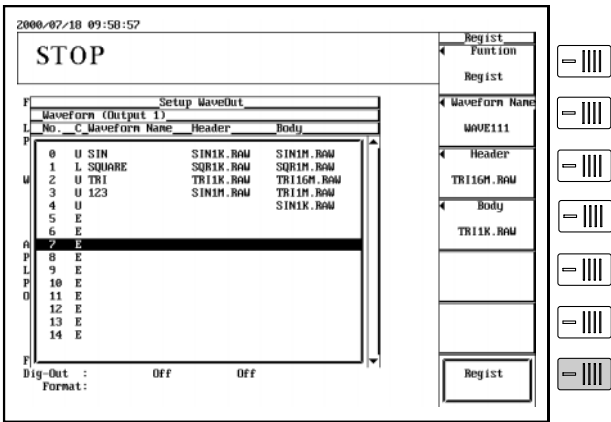 2000/07/18 09:58:57
STOP
Regist
Funtion
Regist
Waveform Name
WAVE111
Header
TRI16M.RAW
Body
TRI1K.RAW
Regist
F
L
P
W
A
P
L
P
O
F
Setup WaveOut
Waveform (Output 1)
No. C Waveform Name Header Body
0 U SIN SIN1K.RAW SIN1M.RAW
1 L SQUARE SQR1K.RAW SQR1M.RAW
2 U TRI TRI1K.RAW TRI16M.RAW
3 U 123 SIN1M.RAW TRI1M.RAW
4 U SIN1K.RAW
5 E
6 E
7 E
8 E
9 E
10 E
11 E
12 E
13 E
14 E
Dig-Out : Off Off
Format: